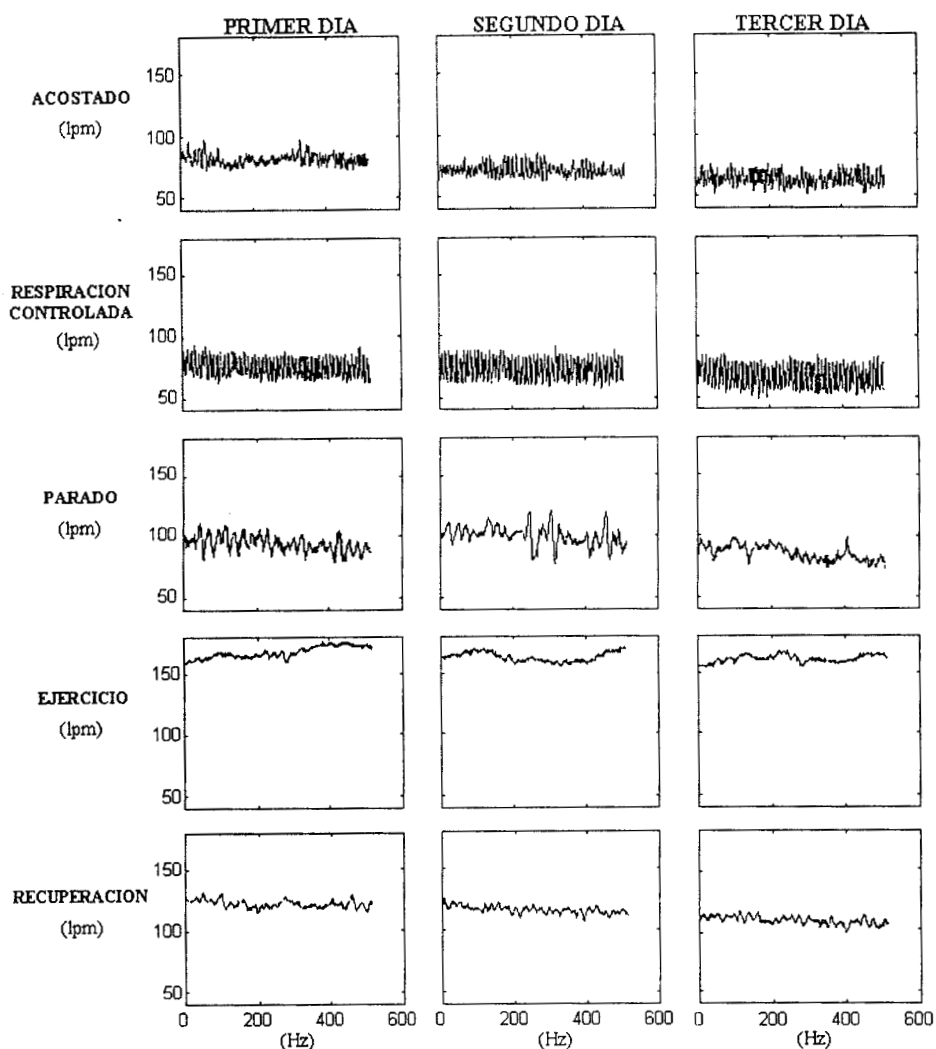 PRIMER DIA SEGUNDO DIA TERCER DIA
150
ACOSTADO
(lpm)
100
50
150
RESPIRACION
CONTROLADA
(lpm)
100
50
150
PARADO
(lpm)
100
50
150
EJERCICIO
(lpm)
100
50
150
RECUPERACION
(lpm)
100
50
0 200 400 600 0 200 400 600 0 200 400 600
(Hz) (Hz) (Hz)